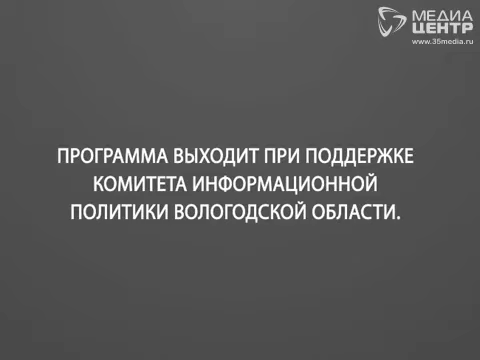 МЕДИА
ЦЕНТР
www.35media.ru
ПРОГРАММА ВЫХОДИТ ПРИ ПОДДЕРЖКЕ
КОМИТЕТА ИНФОРМАЦИОННОЙ
ПОЛИТИКИ ВОЛОГОДСКОЙ ОБЛАСТИ.